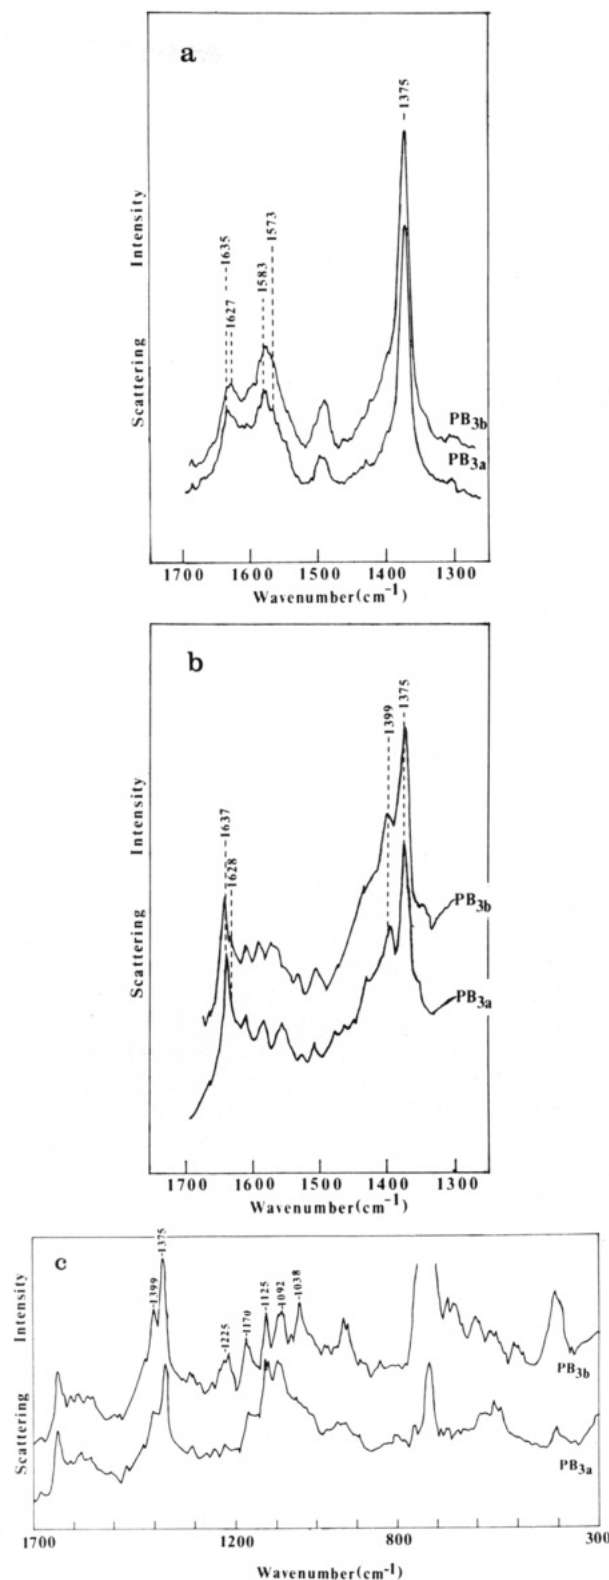 a
1375
1635
1627
1583
1573
Scattering Intensity
PB3b
PB3a
1700 1600 1500 1400 1300
Wavenumber(cm-1)
b
1399
1375
1637
1628
Scattering Intensity
PB3b
PB3a
1700 1600 1500 1400 1300
Wavenumber(cm-1)
c
-1399
-1375
-1225
-1170
-1125
-1092
-1038
Scattering Intensity
PB3b
PB3a
1700 1200 800 300
Wavenumber(cm-1)